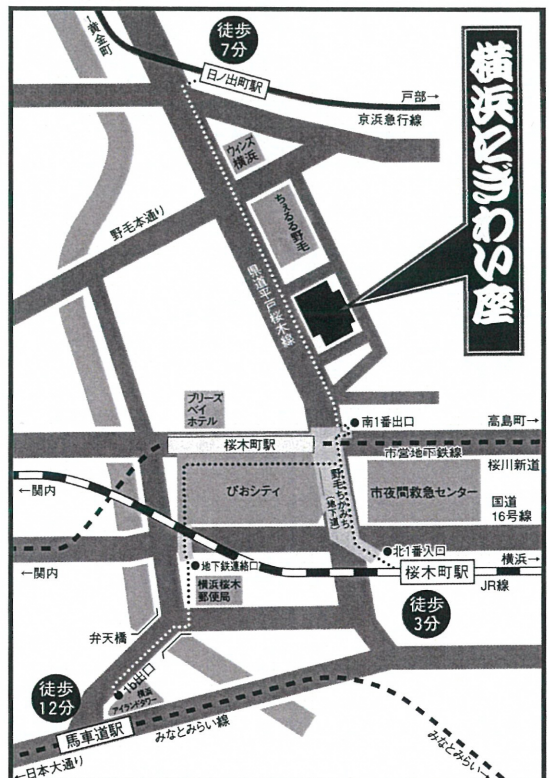 ←黄金町
徒歩
7分
日ノ出町駅
戸部→
京浜急行線
横浜にぎわい座
ウィンズ
横浜
ちぇるる野毛
野毛本通り
県道平戸桜木線
ブリーズ
ベイ
ホテル
南1番出口
高島町→
桜木町駅
市営地下鉄線
桜川新道
←関内
ぴおシティ
野毛ちかみち
(地下道)
市夜間救急センター
国道
16号線
北1番入口
横浜→
←関内
地下鉄連絡口
桜木町駅
JR線
横浜桜木
郵便局
徒歩
3分
弁天橋
徒歩
12分
1b出口
横浜
アイランドタワー
馬車道駅
みなとみらい線
←日本大通り
みなとみらい→